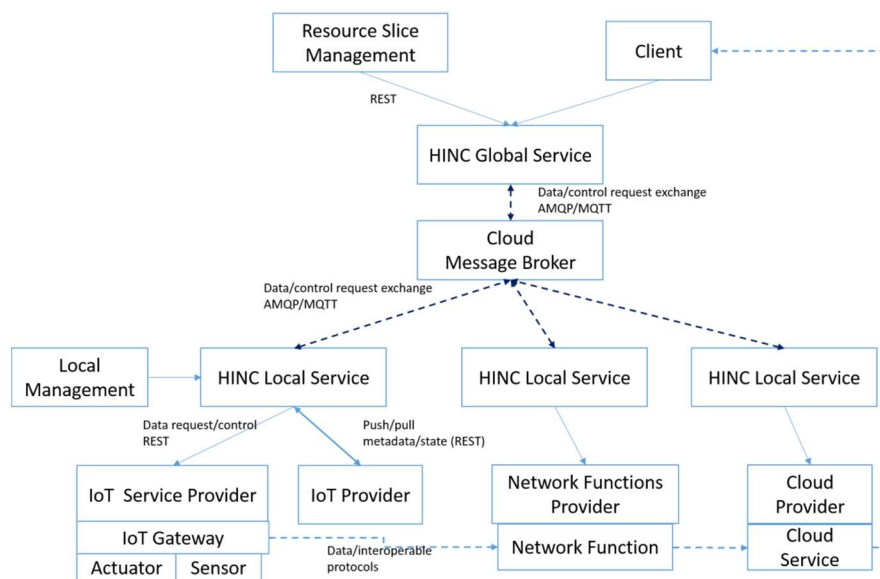 Resource Slice
Management
Client
REST
HINC Global Service
Data/control request exchange
AMQP/MQTT
Cloud
Message Broker
Data/control request exchange
AMQP/MQTT
Local
Management
HINC Local Service
HINC Local Service
HINC Local Service
Data request/control
REST
Push/pull
metadata/state (REST)
IoT Service Provider
IoT Provider
Network Functions
Provider
Cloud
Provider
IoT Gateway
Data/interoperable
protocols
Network Function
Cloud
Service
Actuator
Sensor